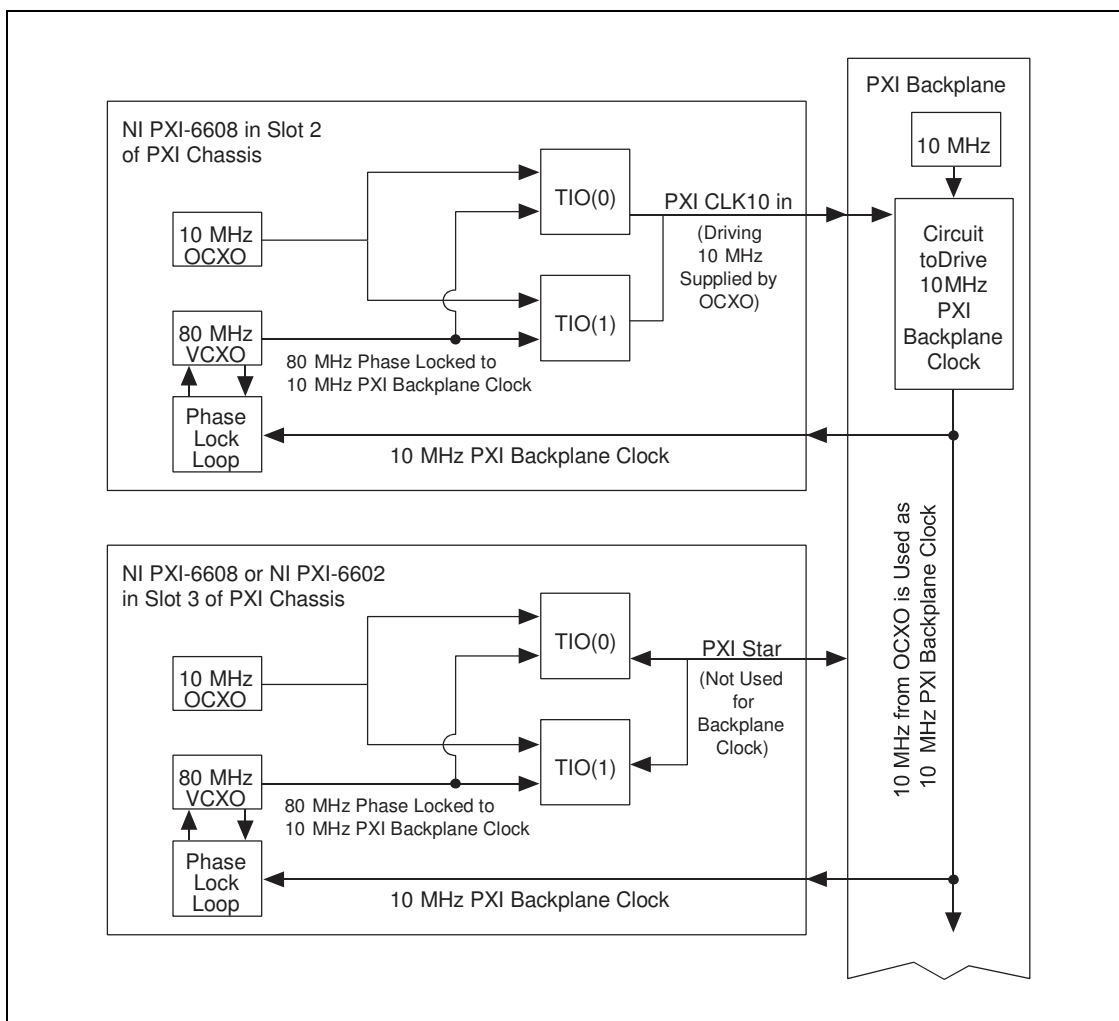 PXI Backplane
10 MHz
Circuit
toDrive
10MHz
PXI
Backplane
Clock
10 MHz from OCXO is Used as
10 MHz PXI Backplane Clock
NI PXI-6608 in Slot 2
of PXI Chassis
10 MHz
OCXO
80 MHz
VCXO
Phase
Lock
Loop
TIO(0)
TIO(1)
PXI CLK10 in
(Driving
10 MHz
Supplied by
OCXO)
80 MHz Phase Locked to
10 MHz PXI Backplane Clock
10 MHz PXI Backplane Clock
NI PXI-6608 or NI PXI-6602
in Slot 3 of PXI Chassis
10 MHz
OCXO
80 MHz
VCXO
Phase
Lock
Loop
TIO(0)
TIO(1)
PXI Star
(Not Used
for
Backplane
Clock)
80 MHz Phase Locked to
10 MHz PXI Backplane Clock
10 MHz PXI Backplane Clock